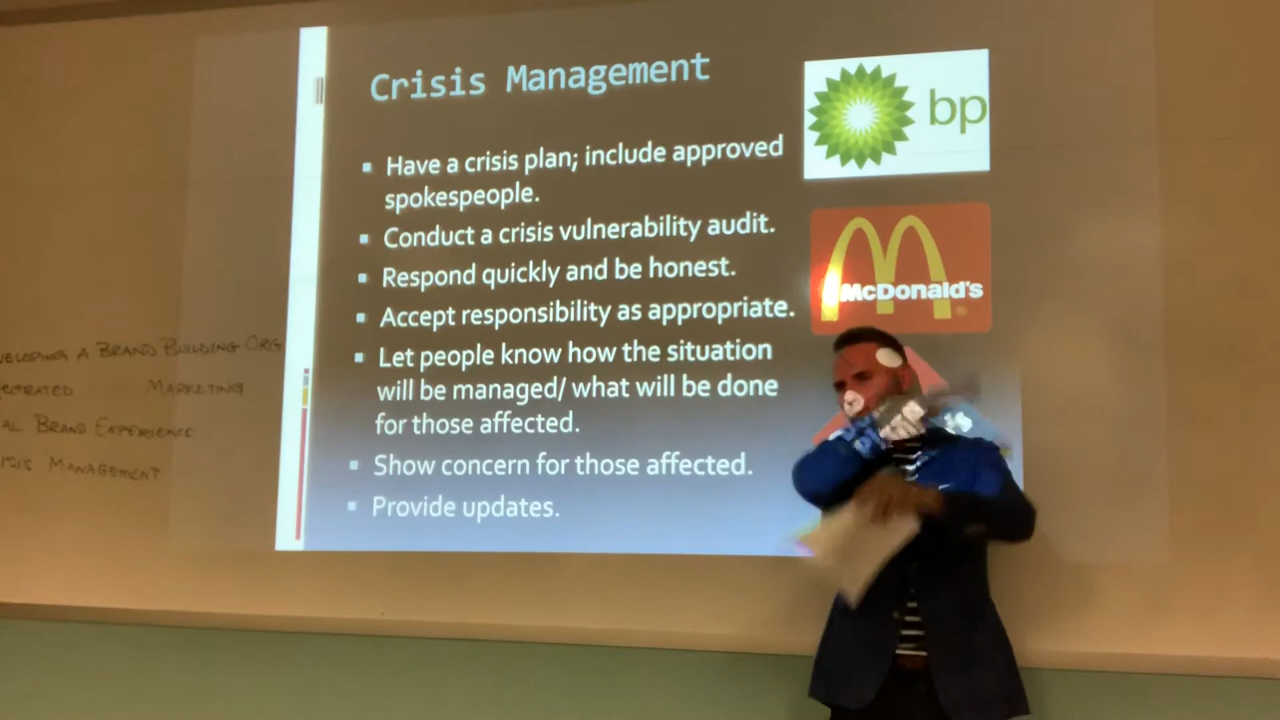 Crisis Management
bp
Have a crisis plan; include approved
spokespeople.
Conduct a crisis vulnerability audit.
Respond quickly and be honest.
Accept responsibility as appropriate.
McDonald's
Let people know how the situation
will be managed/ what will be done
for those affected.
Show concern for those affected.
Provide updates.
A BRAND BUILDING
MARKETING
BRAND EXPERIENCE
MANAGEMENT